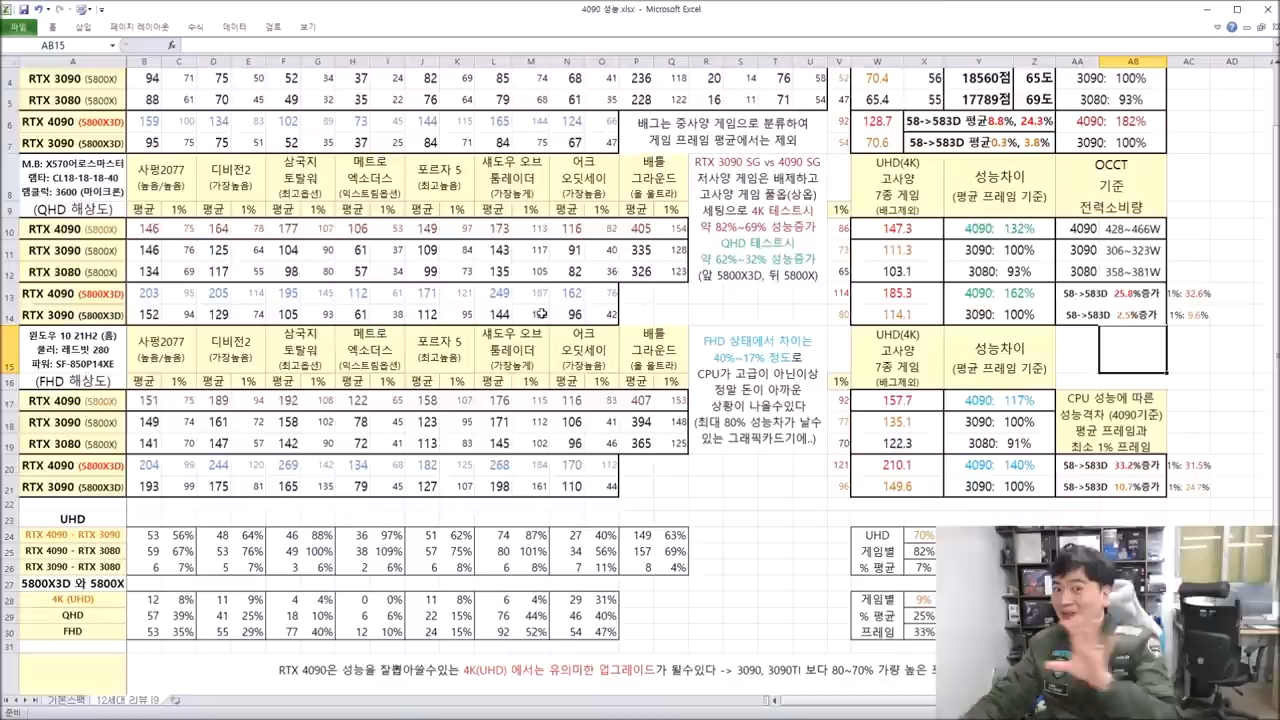 4090 성능.xlsx - Microsoft Excel
파일 홈 삽입 페이지 레이아웃 수식 데이터 검토 보기
AB15 fx
A B C D E F G H I J K L M N O P Q R S T U V W X Y Z AA AB AC AD
4 RTX 3090 (5800X) 94 71 75 50 52 34 37 24 82 69 85 74 68 41 236 118 20 14 76 58 52 70.4 56 18560점 65도 3090: 100%
5 RTX 3080 (5800X) 88 61 70 45 49 32 35 22 76 64 79 68 61 35 228 122 16 11 71 54 47 65.4 55 17789점 69도 3080: 93%
6 RTX 4090 (5800X3D) 159 100 134 83 102 89 73 45 144 115 165 144 124 66 배그는 중사양 게임으로 분류하여 92 128.7 58->583D 평균8.8%, 24.3% 4090: 182%
7 RTX 3090 (5800X3D) 95 75 75 51 52 31 37 24 84 75 84 75 67 47 게임 프레임 평균에서는 제외 54 70.6 58->583D 평균0.3%, 3.8% 3090: 100%
M.B: X570어로스마스터
램타: CL18-18-18-40
램클럭: 3600 (마이크론)
8 (QHD 해상도)
사펑2077 (높음/높음) 디비전2 (가장높음) 삼국지 토탈워 (최고옵션) 메트로 엑소더스 (익스트림옵션) 포르자 5 (최고높음) 섀도우 오브 툼레이더 (가장높게) 어크 오딧세이 (가장높음) 배틀 그라운드 (올 울트라)
UHD(4K) 고사양 7종 게임 (배그제외) 성능차이 (평균 프레임 기준) OCCT 기준 전력소비량
9 평균 1% 평균 1% 평균 1% 평균 1% 평균 1% 평균 1% 평균 1% 평균 1% 1%
RTX 3090 SG vs 4090 SG
저사양 게임은 배제하고
고사양 게임 풀옵(상옵)
세팅으로 4K 테스트시
약 82%~69% 성능증가
QHD 테스트시
약 62%~32% 성능증가
(앞 5800X3D, 뒤 5800X)
10 RTX 4090 (5800X) 146 75 164 78 177 107 106 53 149 97 173 113 116 82 405 154 86 147.3 4090: 132% 4090 428~466W
11 RTX 3090 (5800X) 146 76 125 64 104 90 61 41 109 84 143 117 91 40 335 128 73 111.3 3090: 100% 3090 306~323W
12 RTX 3080 (5800X) 134 69 117 55 98 80 57 34 99 73 135 105 82 36 326 123 65 103.1 3080: 93% 3080 358~381W
13 RTX 4090 (5800X3D) 203 95 205 114 195 145 112 61 171 121 249 187 162 76 114 185.3 4090: 162% 58->583D 25.8%증가 1%: 32.6%
14 RTX 3090 (5800X3D) 152 94 129 74 105 93 61 38 112 95 144 96 42 80 114.1 3090: 100% 58->583D 2.5%증가 1%: 9.6%
윈도우 10 21H2 (홈)
쿨러: 레드빗 280
파워: SF-850P14XE
15
16 (FHD 해상도)
사펑2077 (높음/높음) 디비전2 (가장높음) 삼국지 토탈워 (최고옵션) 메트로 엑소더스 (익스트림옵션) 포르자 5 (최고높음) 섀도우 오브 툼레이더 (가장높게) 어크 오딧세이 (가장높음) 배틀 그라운드 (올 울트라)
UHD(4K) 고사양 7종 게임 (배그제외) 성능차이 (평균 프레임 기준)
평균 1% 평균 1% 평균 1% 평균 1% 평균 1% 평균 1% 평균 1% 평균 1% 1%
FHD 상태에서 차이는
40%~17% 정도로
CPU가 고급이 아닌이상
정말 돈이 아까운
상황이 나올수있다
(최대 80% 성능차가 날수
있는 그래픽카드기에..)
17 RTX 4090 (5800X) 151 75 189 94 192 108 122 65 158 107 176 115 116 83 407 153 92 157.7 4090: 117%
18 RTX 3090 (5800X) 149 74 161 72 158 98 76 58 123 95 171 112 106 41 394 148 77 135.1 3090: 100%
19 RTX 3080 (5800X) 141 70 147 67 142 90 72 41 113 83 145 102 96 46 365 125 70 122.3 3080: 91%
CPU 성능에 따른
성능격차 (4090기준)
평균 프레임과
최소 1% 프레임
20 RTX 4090 (5800X3D) 204 99 244 120 269 142 134 68 182 125 268 184 170 112 121 210.1 4090: 140% 58->583D 33.2%증가 1%: 31.5%
21 RTX 3090 (5800X3D) 193 99 175 81 165 135 79 45 127 107 198 161 110 44 96 149.6 3090: 100% 58->583D 10.7%증가 1%: 24.7%
22
23 UHD
24 RTX 4090 - RTX 3090 53 56% 48 64% 46 88% 36 97% 51 62% 74 87% 27 40% 149 63% UHD 70%
25 RTX 4090 - RTX 3080 59 67% 53 76% 49 100% 38 109% 57 75% 80 101% 34 56% 157 69% 게임별 82%
26 RTX 3090 - RTX 3080 6 7% 5 7% 3 6% 2 6% 6 8% 6 8% 7 11% 8 4% % 평균 7%
27 5800X3D 와 5800X
28 4K (UHD) 12 8% 11 9% 4 4% 0 0% 11 8% 6 4% 29 31% 게임별 9%
29 QHD 57 39% 41 25% 18 10% 6 6% 22 15% 76 44% 46 40% % 평균 25%
30 FHD 53 35% 55 29% 77 40% 12 10% 24 15% 92 52% 54 47% 프레임 33%
31
RTX 4090은 성능을 잘뽑아쓸수있는 4K(UHD) 에서는 유의미한 업그레이드가 될수있다 -> 3090, 3090TI 보다 80~70% 가량 높은
기본스팩 12세대 리뷰 I9
준비